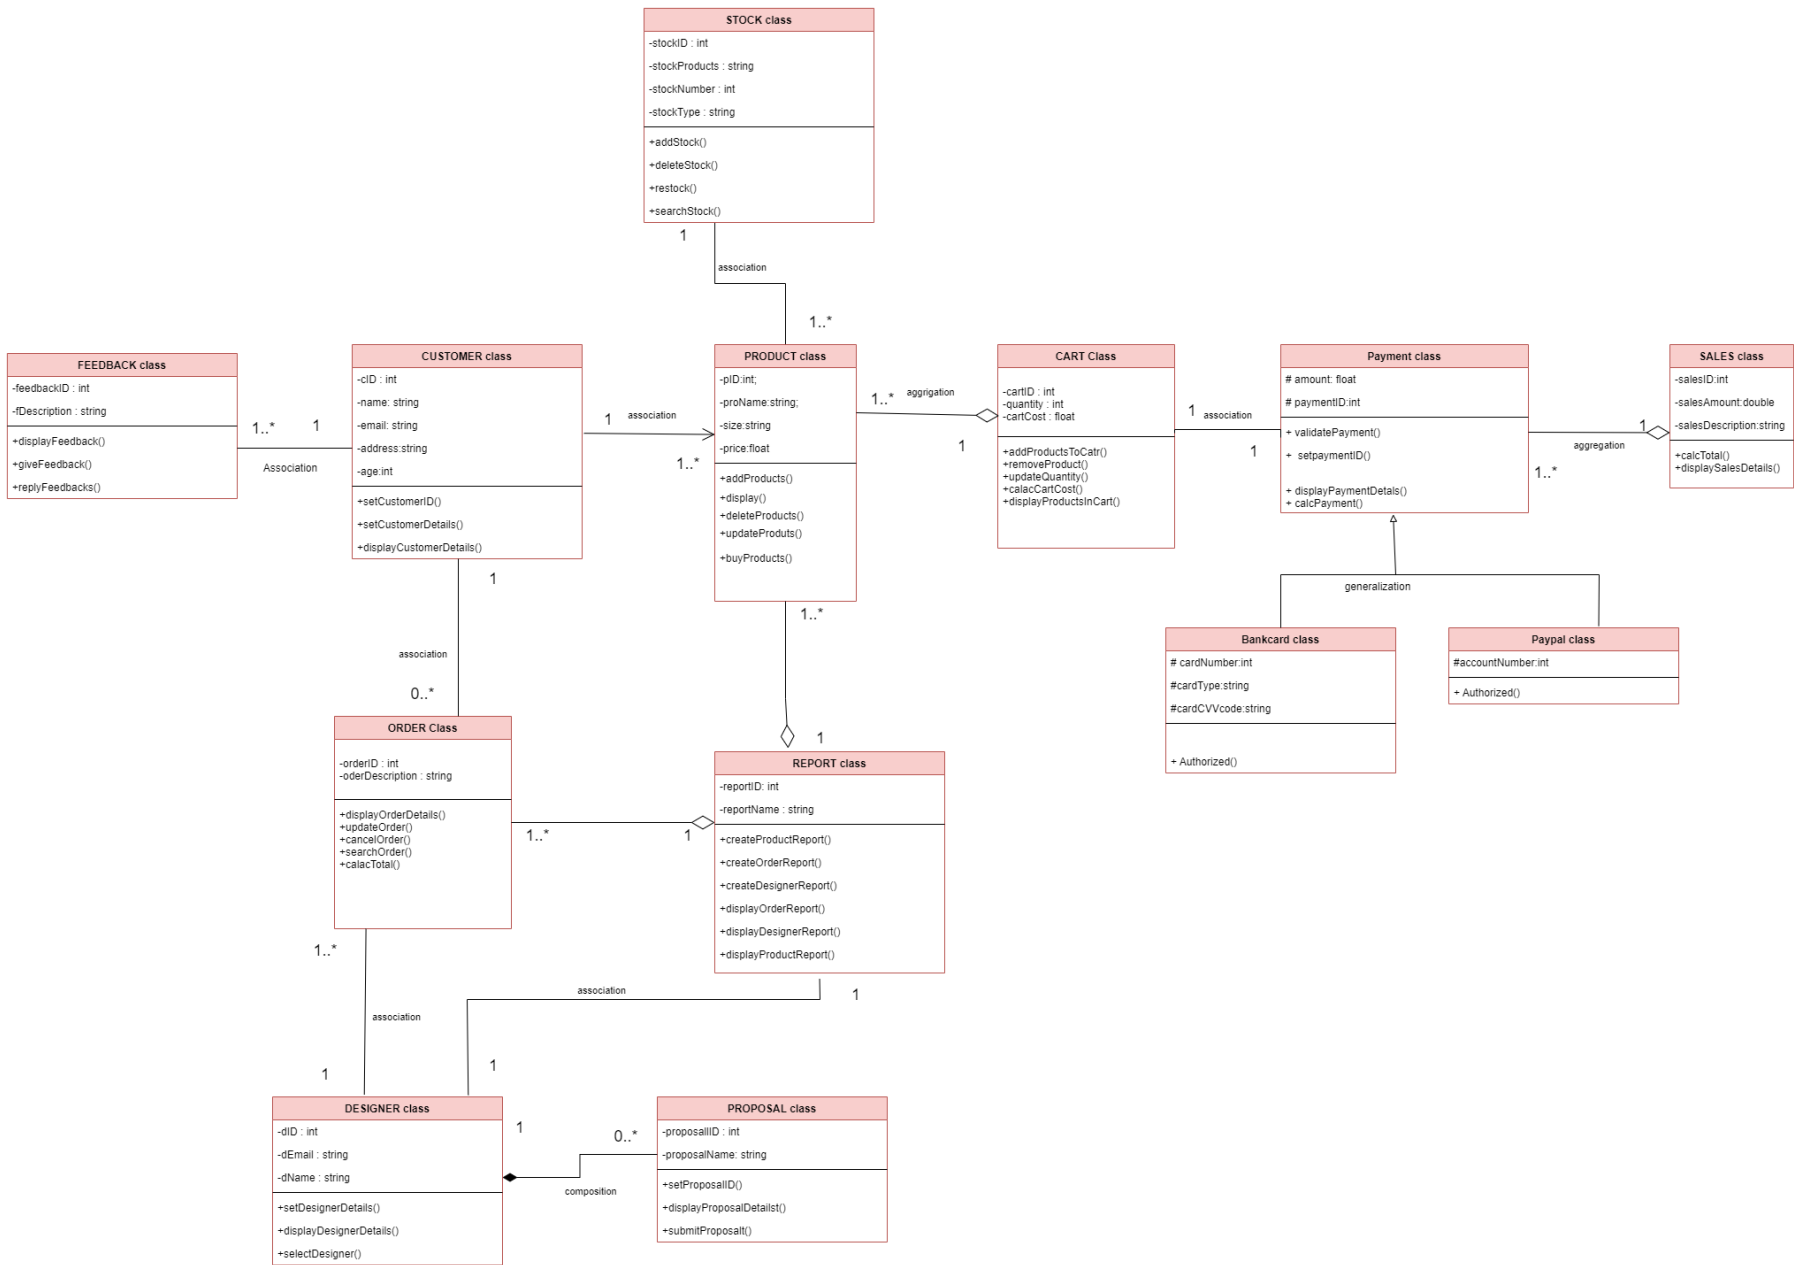 STOCK class
-stockID : int
-stockProducts : string
-stockNumber : int
-stockType : string
+addStock()
+deleteStock()
+restock()
+searchStock()
1
association
1..*
FEEDBACK class
-feedbackID : int
-fDescription : string
+displayFeedback()
+giveFeedback()
+replyFeedbacks()
1..*
1
Association
CUSTOMER class
-cID : int
-name: string
-email: string
-address:string
-age:int
+setCustomerID()
+setCustomerDetails()
+displayCustomerDetails()
1
association
1..*
PRODUCT class
-pID:int;
-proName:string;
-size:string
-price:float
+addProducts()
+display()
+deleteProducts()
+updateProduts()
+buyProducts()
1..*
aggrigation
1
CART Class
-cartID : int
-quantity : int
-cartCost : float
+addProductsToCatr()
+removeProduct()
+updateQuantity()
+calacCartCost()
+displayProductsInCart()
1
association
1
Payment class
# amount: float
# paymentID:int
+ validatePayment()
+ setpaymentID()
+ displayPaymentDetals()
+ calcPayment()
1
aggregation
1..*
SALES class
-salesID:int
-salesAmount:double
-salesDescription:string
+calcTotal()
+displaySalesDetails()
generalization
Bankcard class
# cardNumber:int
#cardType:string
#cardCVVcode:string
+ Authorized()
Paypal class
#accountNumber:int
+ Authorized()
1
association
0..*
1..*
1
ORDER Class
-orderID : int
-oderDescription : string
+displayOrderDetails()
+updateOrder()
+cancelOrder()
+searchOrder()
+calacTotal()
1..*
1
REPORT class
-reportID: int
-reportName : string
+createProductReport()
+createOrderReport()
+createDesignerReport()
+displayOrderReport()
+displayDesignerReport()
+displayProductReport()
1..*
association
1
association
1
1
DESIGNER class
-dID : int
-dEmail : string
-dName : string
+setDesignerDetails()
+displayDesignerDetails()
+selectDesigner()
1
0..*
composition
PROPOSAL class
-proposallID : int
-proposalName: string
+setProposalID()
+displayProposalDetailst()
+submitProposalt()